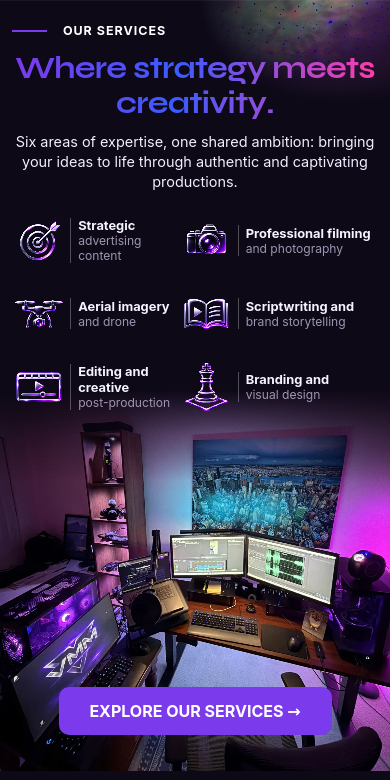 OUR SERVICES
Where strategy meets
creativity.
Six areas of expertise, one shared ambition: bringing
your ideas to life through authentic and captivating
productions.
Strategic
advertising
content
Professional filming
and photography
Aerial imagery
and drone
Scriptwriting and
brand storytelling
Editing and
creative
post-production
Branding and
visual design
EXPLORE OUR SERVICES →